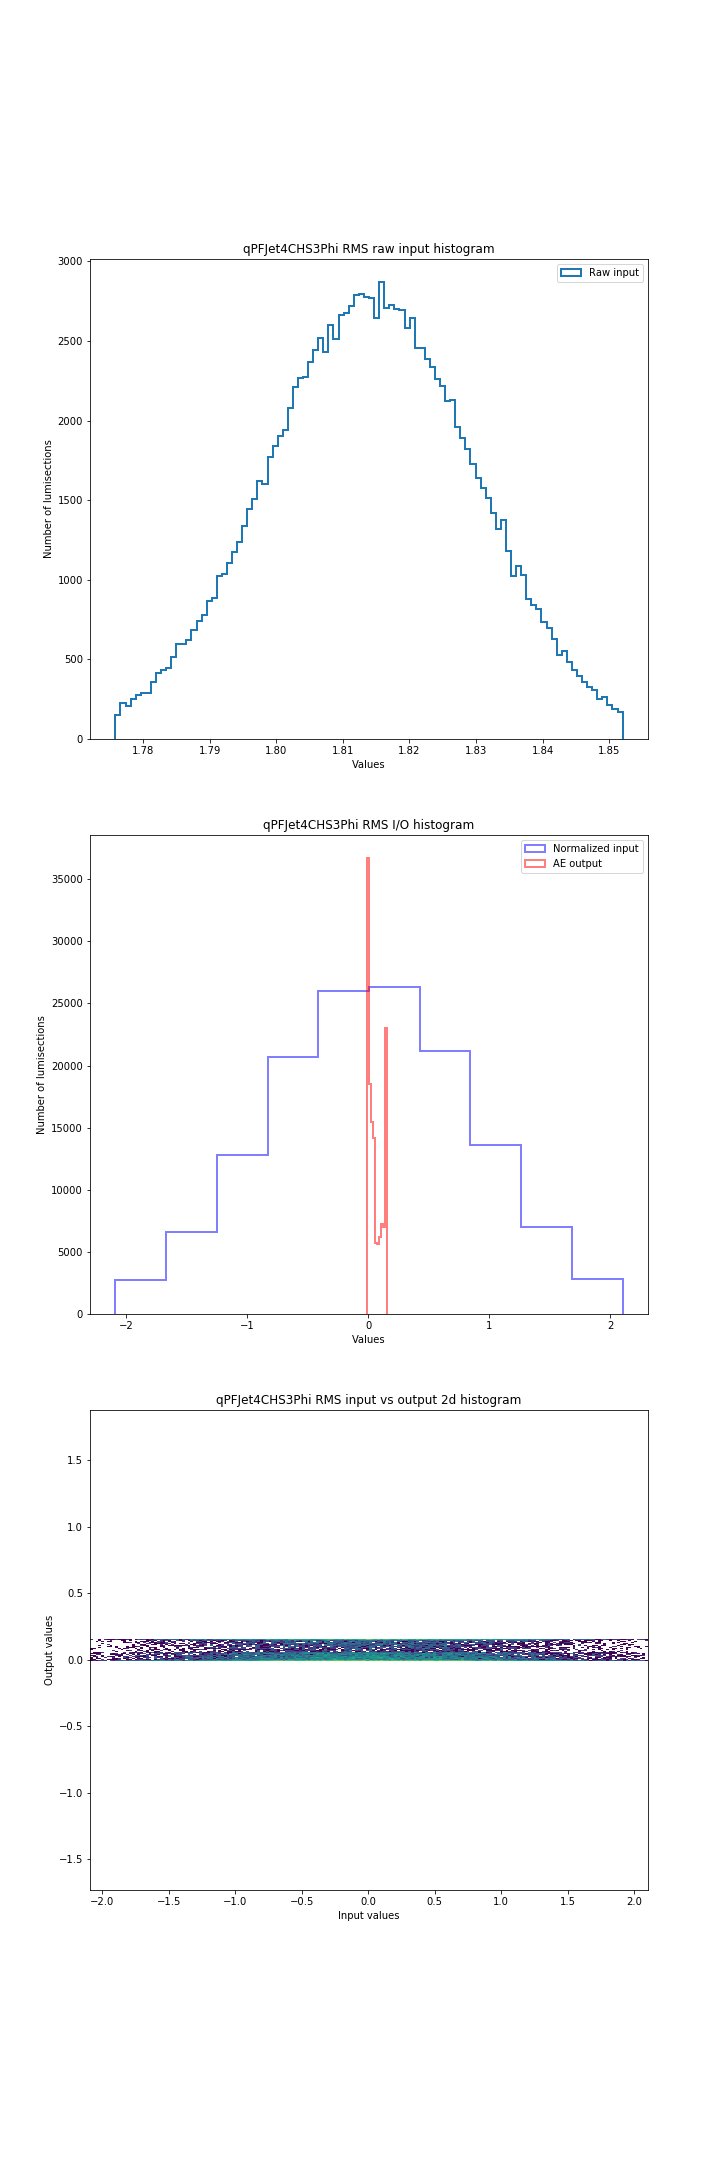 qPFJet4CHS3Phi RMS raw input histogram
3000
2500
2000
1500
1000
500
0
Number of lumisections
Raw input
1.78 1.79 1.80 1.81 1.82 1.83 1.84 1.85
Values
qPFJet4CHS3Phi RMS I/O histogram
35000
30000
25000
20000
15000
10000
5000
0
Number of lumisections
Normalized input
AE output
−2 −1 0 1 2
Values
qPFJet4CHS3Phi RMS input vs output 2d histogram
1.5
1.0
0.5
0.0
−0.5
−1.0
−1.5
Output values
−2.0 −1.5 −1.0 −0.5 0.0 0.5 1.0 1.5 2.0
Input values